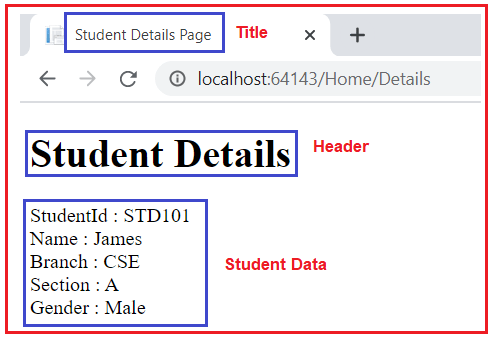 Student Details Page Title
localhost:64143/Home/Details
Student Details Header
StudentId : STD101
Name : James
Branch : CSE
Student Data
Section : A
Gender : Male